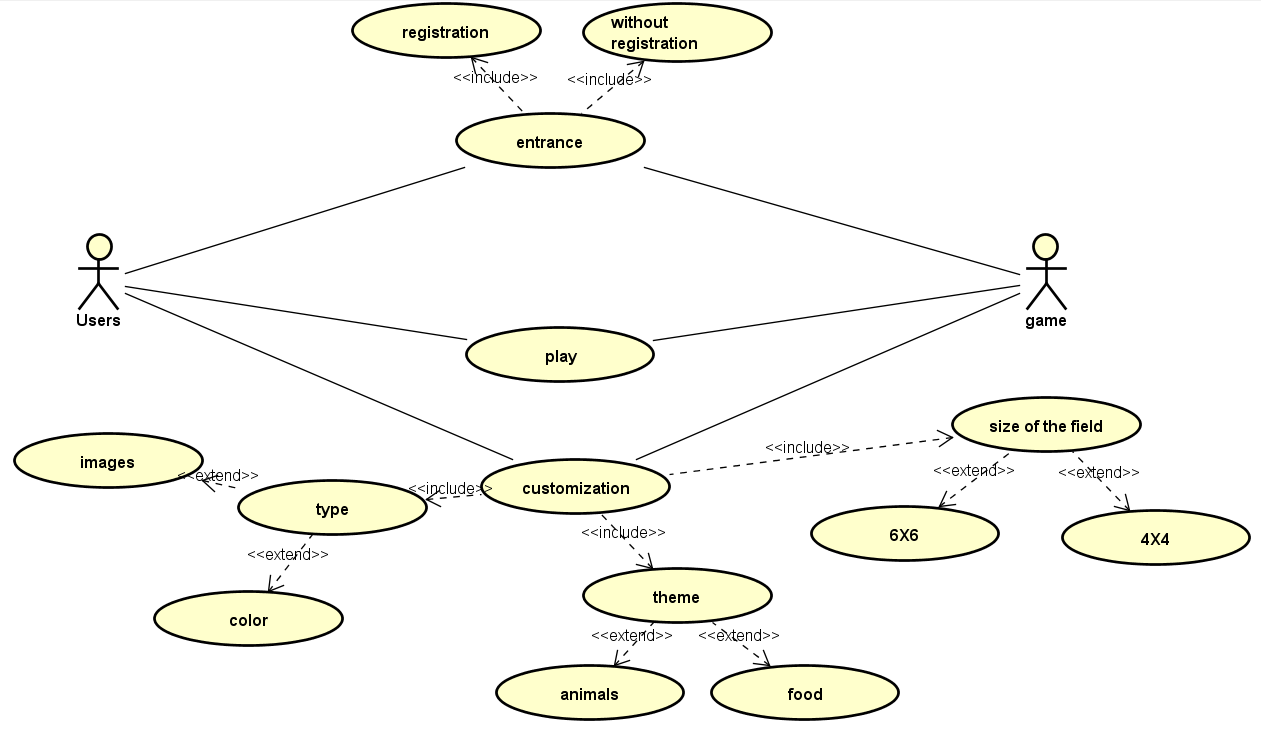 registration
without
registration
<<include>>
<<include>>
entrance
Users
game
play
size of the field
<<include>>
images
<<extend>>
type
<<include>>
customization
<<extend>>
<<extend>>
6X6
4X4
<<extend>>
<<include>>
color
theme
<<extend>>
<<extend>>
animals
food